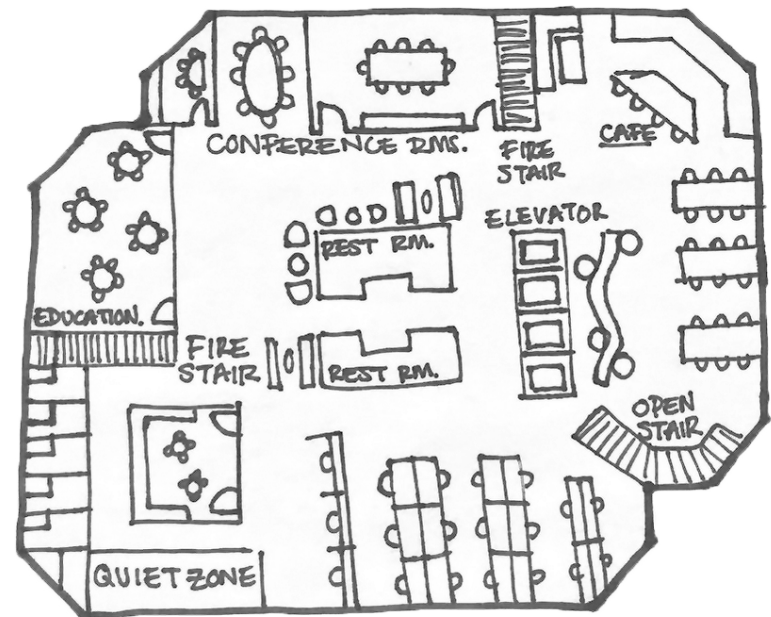 CONFERENCE RMS.
FIRE
STAIR
CAFE
ELEVATOR
REST RM.
EDUCATION.
FIRE
STAIR
REST RM.
OPEN
STAIR
QUIET ZONE